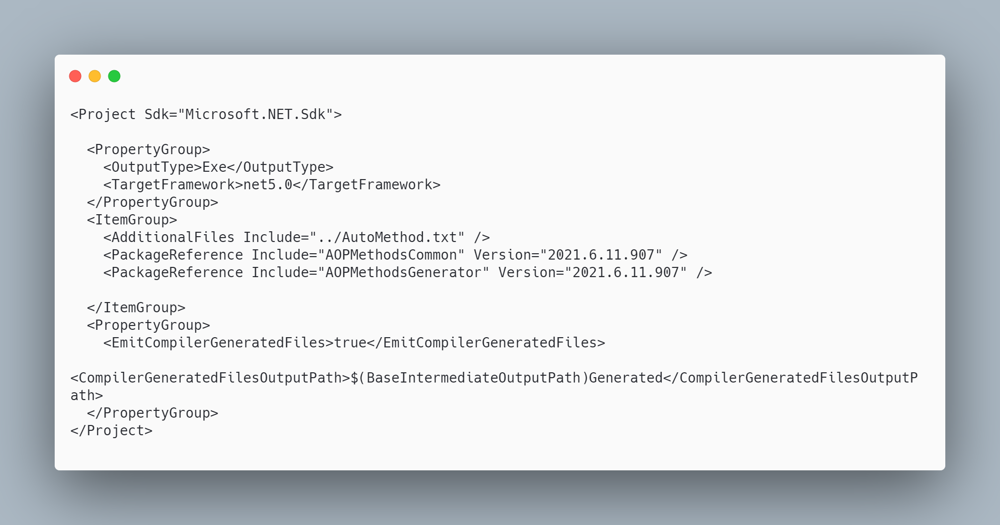 <Project Sdk="Microsoft.NET.Sdk">
  <PropertyGroup>
    <OutputType>Exe</OutputType>
    <TargetFramework>net5.0</TargetFramework>
  </PropertyGroup>
  <ItemGroup>
    <AdditionalFiles Include="../AutoMethod.txt" />
    <PackageReference Include="AOPMethodsCommon" Version="2021.6.11.907" />
    <PackageReference Include="AOPMethodsGenerator" Version="2021.6.11.907" />
  </ItemGroup>
  <PropertyGroup>
    <EmitCompilerGeneratedFiles>true</EmitCompilerGeneratedFiles>
<CompilerGeneratedFilesOutputPath>$(BaseIntermediateOutputPath)Generated</CompilerGeneratedFilesOutputP
ath>
  </PropertyGroup>
</Project>